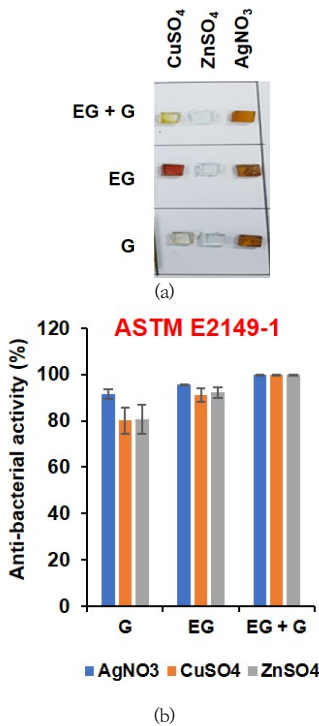 CuSO₄ ZnSO₄ AgNO₃
EG + G
EG
G
(a)
ASTM E2149-1
Anti-bacterial activity (%)
120
100
80
60
40
20
0
G EG EG + G
AgNO3 CuSO4 ZnSO4
(b)